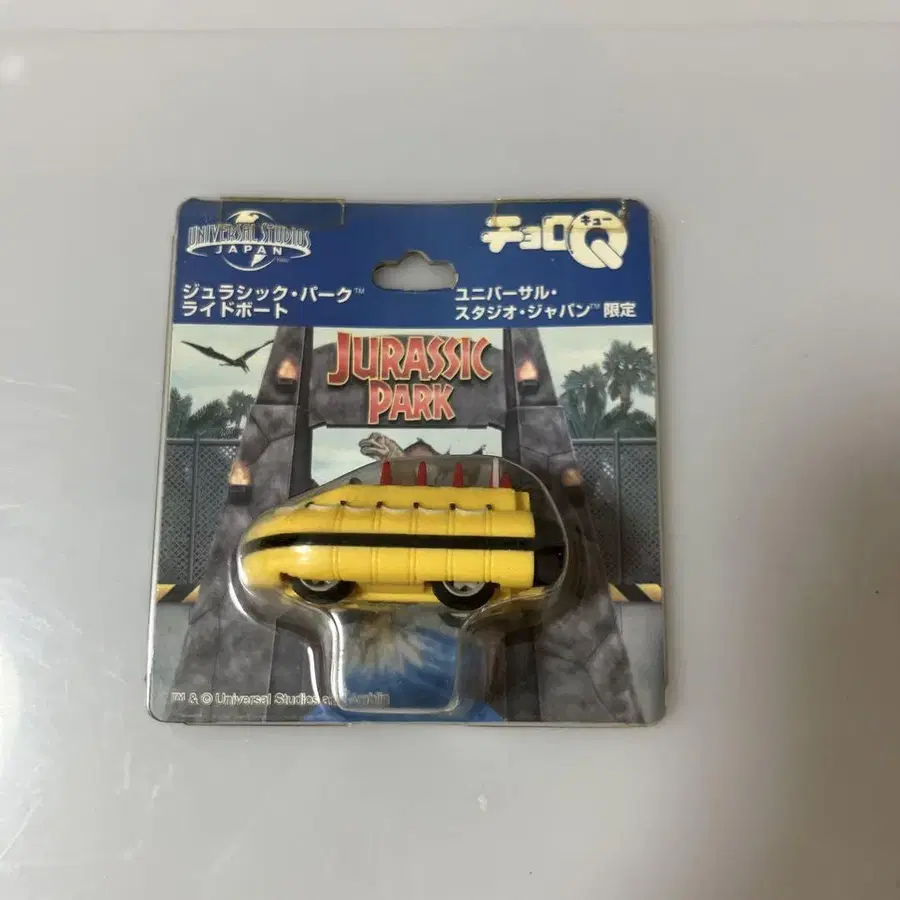 UNIVERSAL STUDIOS
JAPAN
チョロQ
キュー
ジュラシック・パーク™
ライドボート
ユニバーサル・
スタジオ・ジャパン™限定
JURASSIC
PARK
™ & © Universal Studios and Amblin